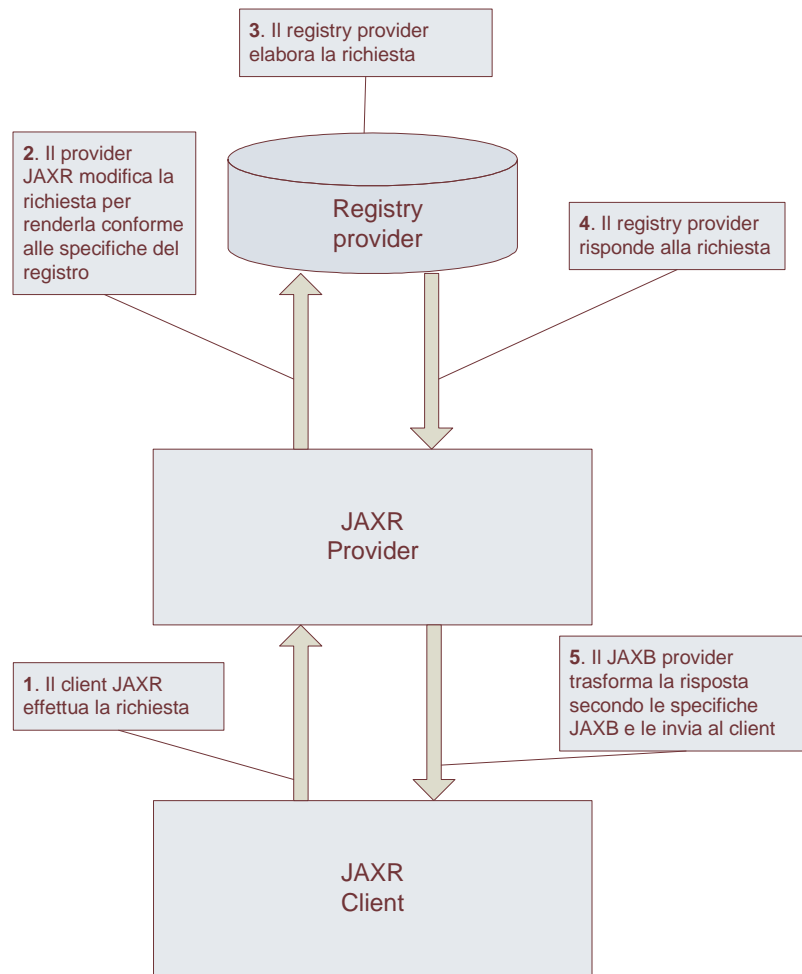 3. Il registry provider
elabora la richiesta
2. Il provider
JAXR modifica la
richiesta per
renderla conforme
alle specifiche del
registro
Registry
provider
4. Il registry provider
risponde alla richiesta
JAXR
Provider
1. Il client JAXR
effettua la richiesta
5. Il JAXB provider
trasforma la risposta
secondo le specifiche
JAXB e le invia al client
JAXR
Client